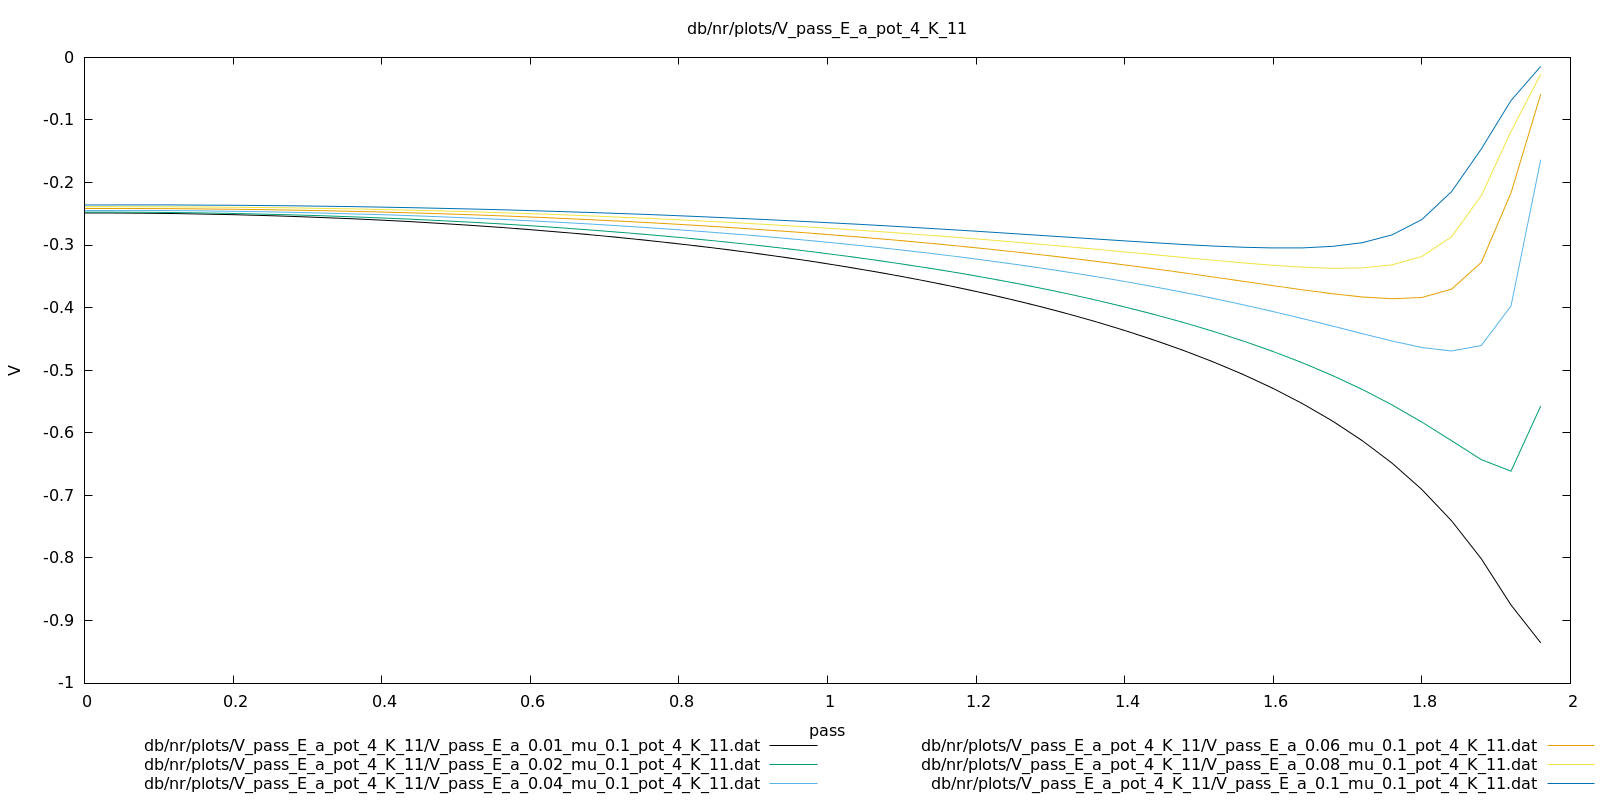 db/nr/plots/V_pass_E_a_pot_4_K_11
0
-0.1
-0.2
-0.3
-0.4
-0.5
-0.6
-0.7
-0.8
-0.9
-1
V
0 0.2 0.4 0.6 0.8 1 1.2 1.4 1.6 1.8 2
pass
db/nr/plots/V_pass_E_a_pot_4_K_11/V_pass_E_a_0.01_mu_0.1_pot_4_K_11.dat
db/nr/plots/V_pass_E_a_pot_4_K_11/V_pass_E_a_0.02_mu_0.1_pot_4_K_11.dat
db/nr/plots/V_pass_E_a_pot_4_K_11/V_pass_E_a_0.04_mu_0.1_pot_4_K_11.dat
db/nr/plots/V_pass_E_a_pot_4_K_11/V_pass_E_a_0.06_mu_0.1_pot_4_K_11.dat
db/nr/plots/V_pass_E_a_pot_4_K_11/V_pass_E_a_0.08_mu_0.1_pot_4_K_11.dat
db/nr/plots/V_pass_E_a_pot_4_K_11/V_pass_E_a_0.1_mu_0.1_pot_4_K_11.dat